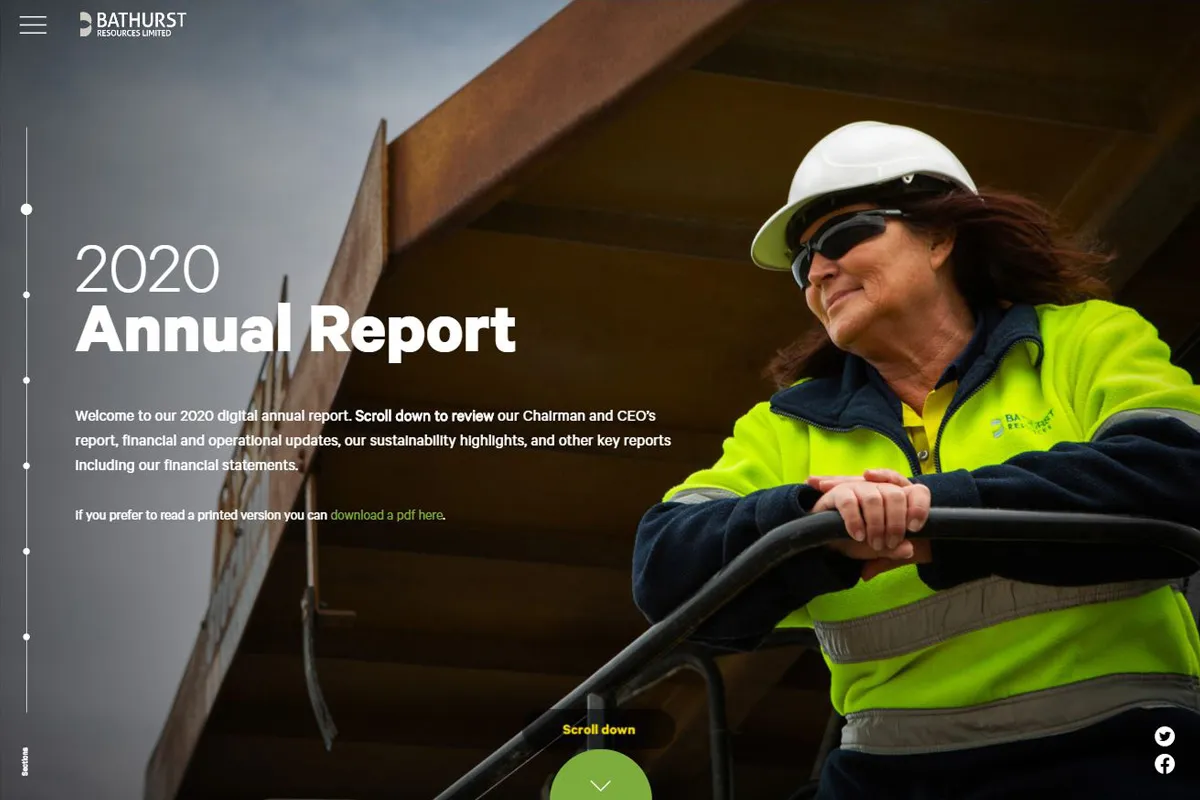 BATHURST
RESOURCES LIMITED
2020
Annual Report
Welcome to our 2020 digital annual report. Scroll down to review our Chairman and CEO's
report, financial and operational updates, our sustainability highlights, and other key reports
including our financial statements.
If you prefer to read a printed version you can download a pdf here.
Scroll down
Sections